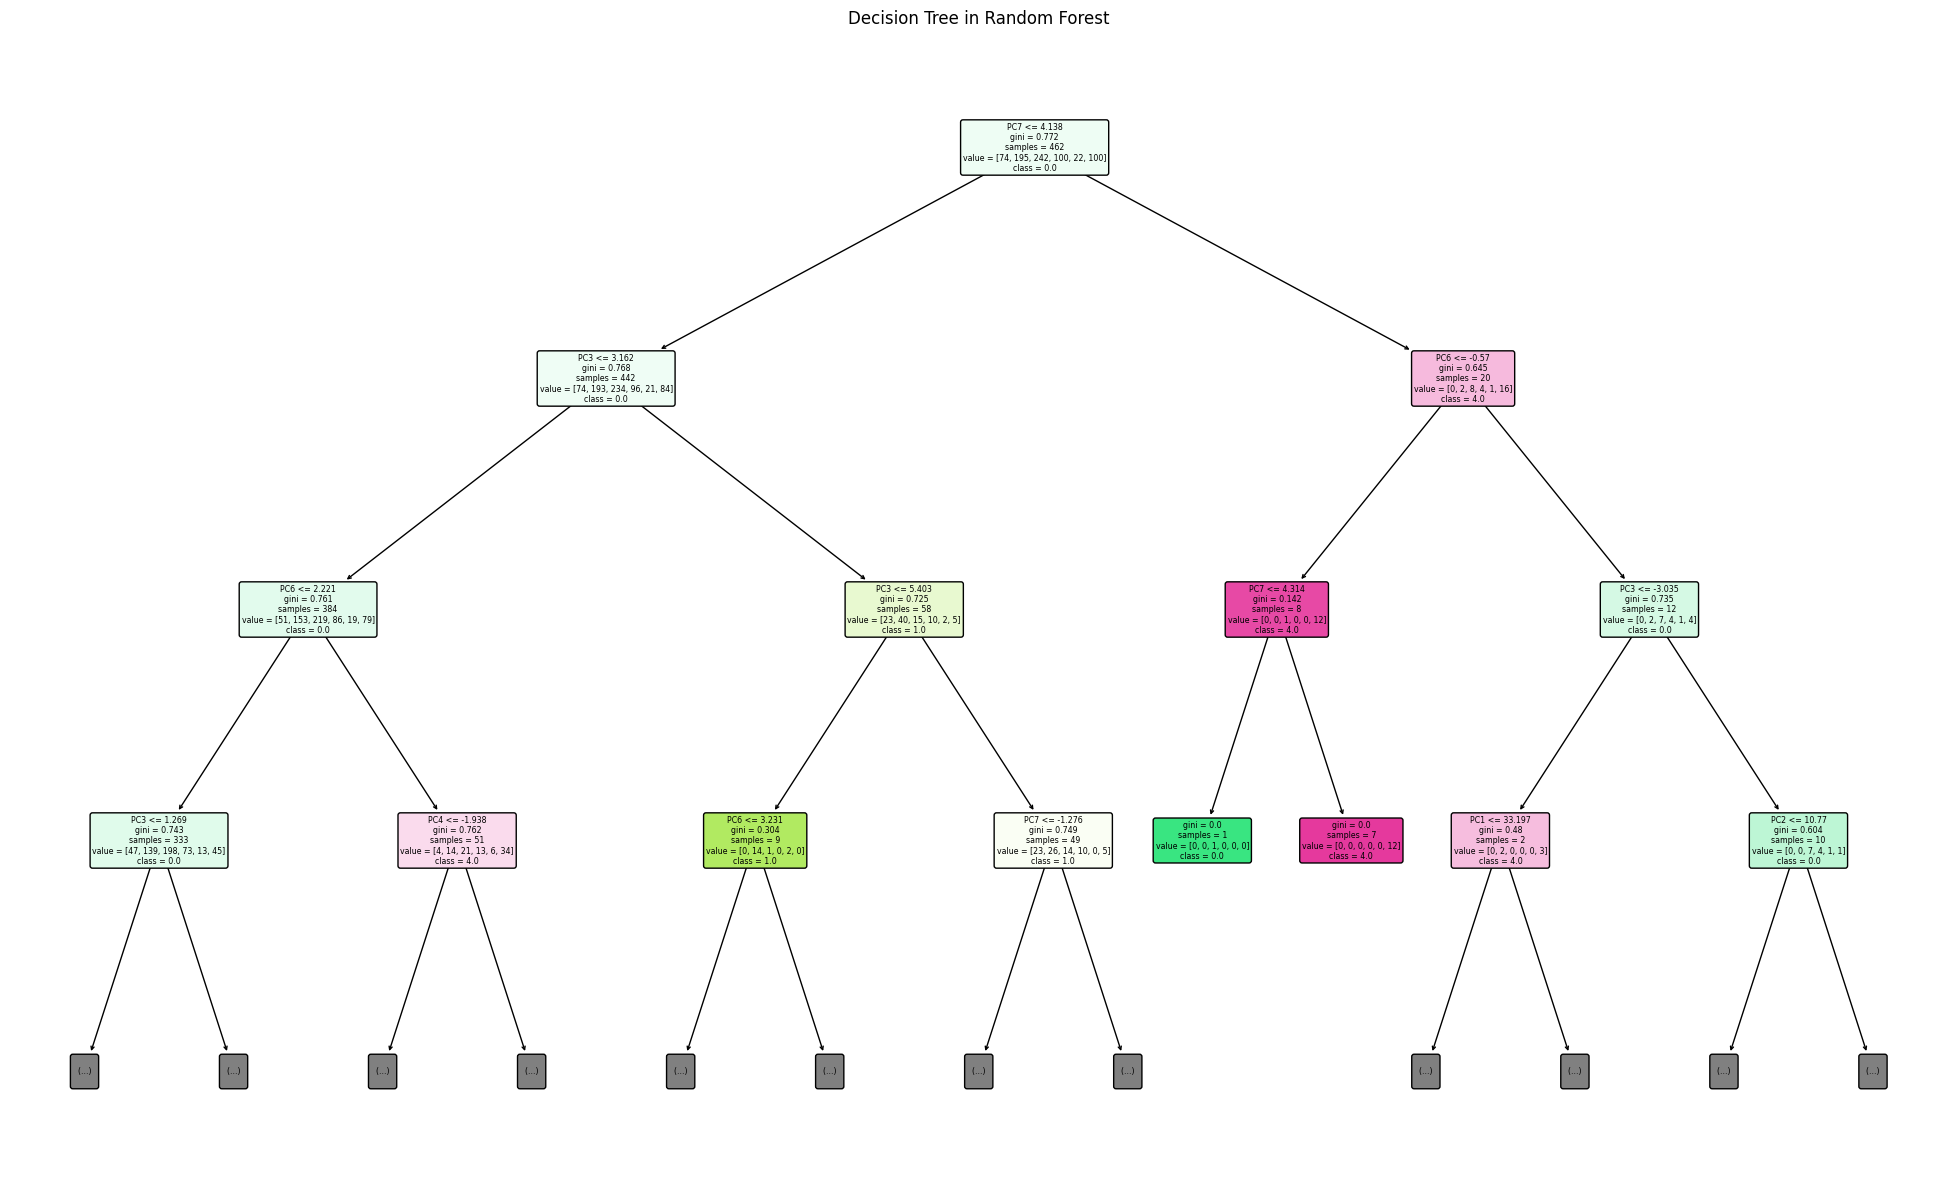 Decision Tree in Random Forest
PC7 <= 4.138
gini = 0.772
samples = 462
value = [74, 195, 242, 100, 22, 100]
class = 0.0
PC3 <= 3.162
gini = 0.768
samples = 442
value = [74, 193, 234, 96, 21, 84]
class = 0.0
PC6 <= -0.57
gini = 0.645
samples = 20
value = [0, 2, 8, 4, 1, 16]
class = 4.0
PC6 <= 2.221
gini = 0.761
samples = 384
value = [51, 153, 219, 86, 19, 79]
class = 0.0
PC3 <= 5.403
gini = 0.725
samples = 58
value = [23, 40, 15, 10, 2, 5]
class = 1.0
PC7 <= 4.314
gini = 0.142
samples = 8
value = [0, 0, 1, 0, 0, 12]
class = 4.0
PC3 <= -3.035
gini = 0.735
samples = 12
value = [0, 2, 7, 4, 1, 4]
class = 0.0
PC3 <= 1.269
gini = 0.743
samples = 333
value = [47, 139, 198, 73, 13, 45]
class = 0.0
PC4 <= -1.938
gini = 0.762
samples = 51
value = [4, 14, 21, 13, 6, 34]
class = 4.0
PC6 <= 3.231
gini = 0.304
samples = 9
value = [0, 14, 1, 0, 2, 0]
class = 1.0
PC7 <= -1.276
gini = 0.749
samples = 49
value = [23, 26, 14, 10, 0, 5]
class = 1.0
gini = 0.0
samples = 1
value = [0, 0, 1, 0, 0, 0]
class = 0.0
gini = 0.0
samples = 7
value = [0, 0, 0, 0, 0, 12]
class = 4.0
PC1 <= 33.197
gini = 0.48
samples = 2
value = [0, 2, 0, 0, 0, 3]
class = 4.0
PC2 <= 10.77
gini = 0.604
samples = 10
value = [0, 0, 7, 4, 1, 1]
class = 0.0
(...)
(...)
(...)
(...)
(...)
(...)
(...)
(...)
(...)
(...)
(...)
(...)